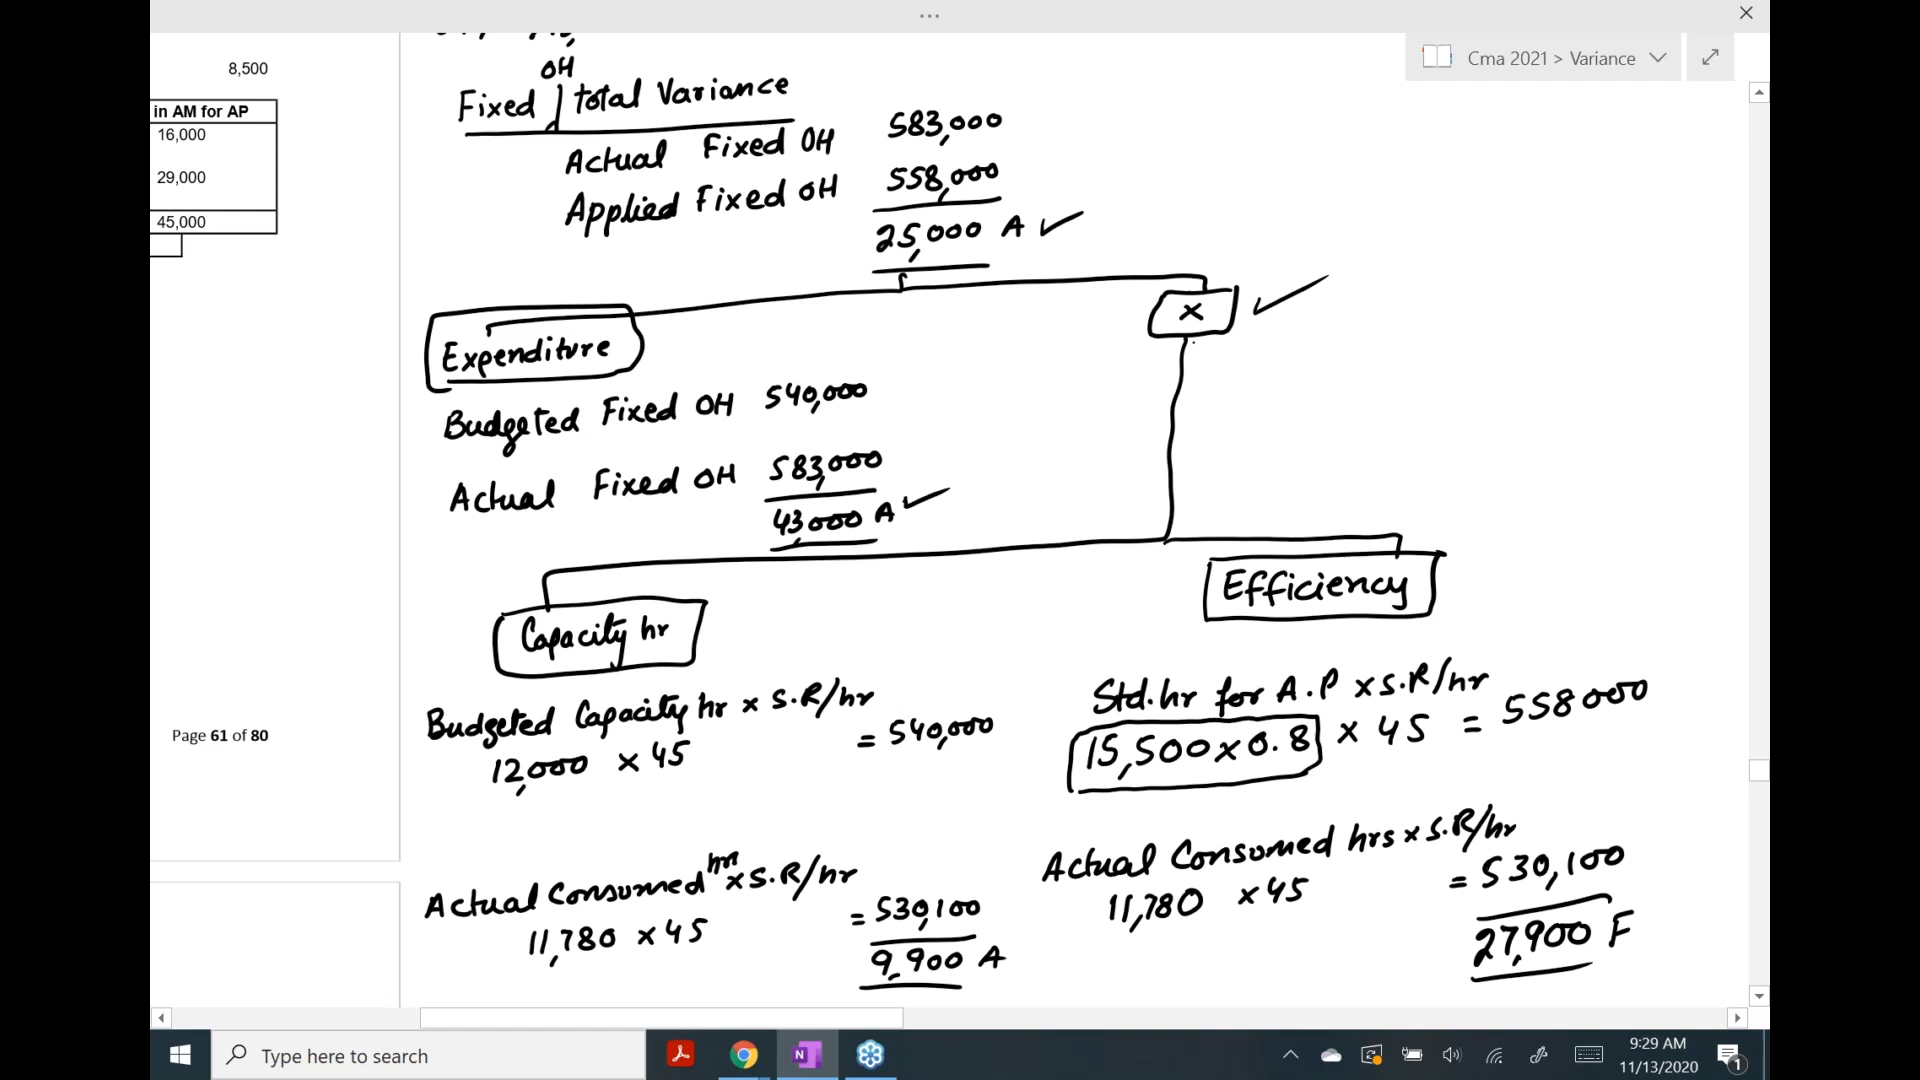 ...
Cma 2021 > Variance
8,500
in AM for AP
16,000
29,000
45,000
Page 61 of 80
OH
Fixed total Variance
Actual Fixed OH 583,000
Applied Fixed OH 558,000
25,000 A
Expenditure
x
Budgeted Fixed OH 540,000
Actual Fixed OH 583,000
43,000 A
Capacity hr
Efficiency
Budgeted Capacity hr x S.R/hr
12,000 x 45 = 540,000
Actual Consumed hrs x S.R/hr
11,780 x 45 = 530,100
9,900 A
Std.hr for A.P x S.R/hr
15,500 x 0.8 x 45 = 558000
Actual Consumed hrs x S.R/hr
11,780 x 45 = 530,100
27,900 F
Type here to search
N
9:29 AM
11/13/2020
1